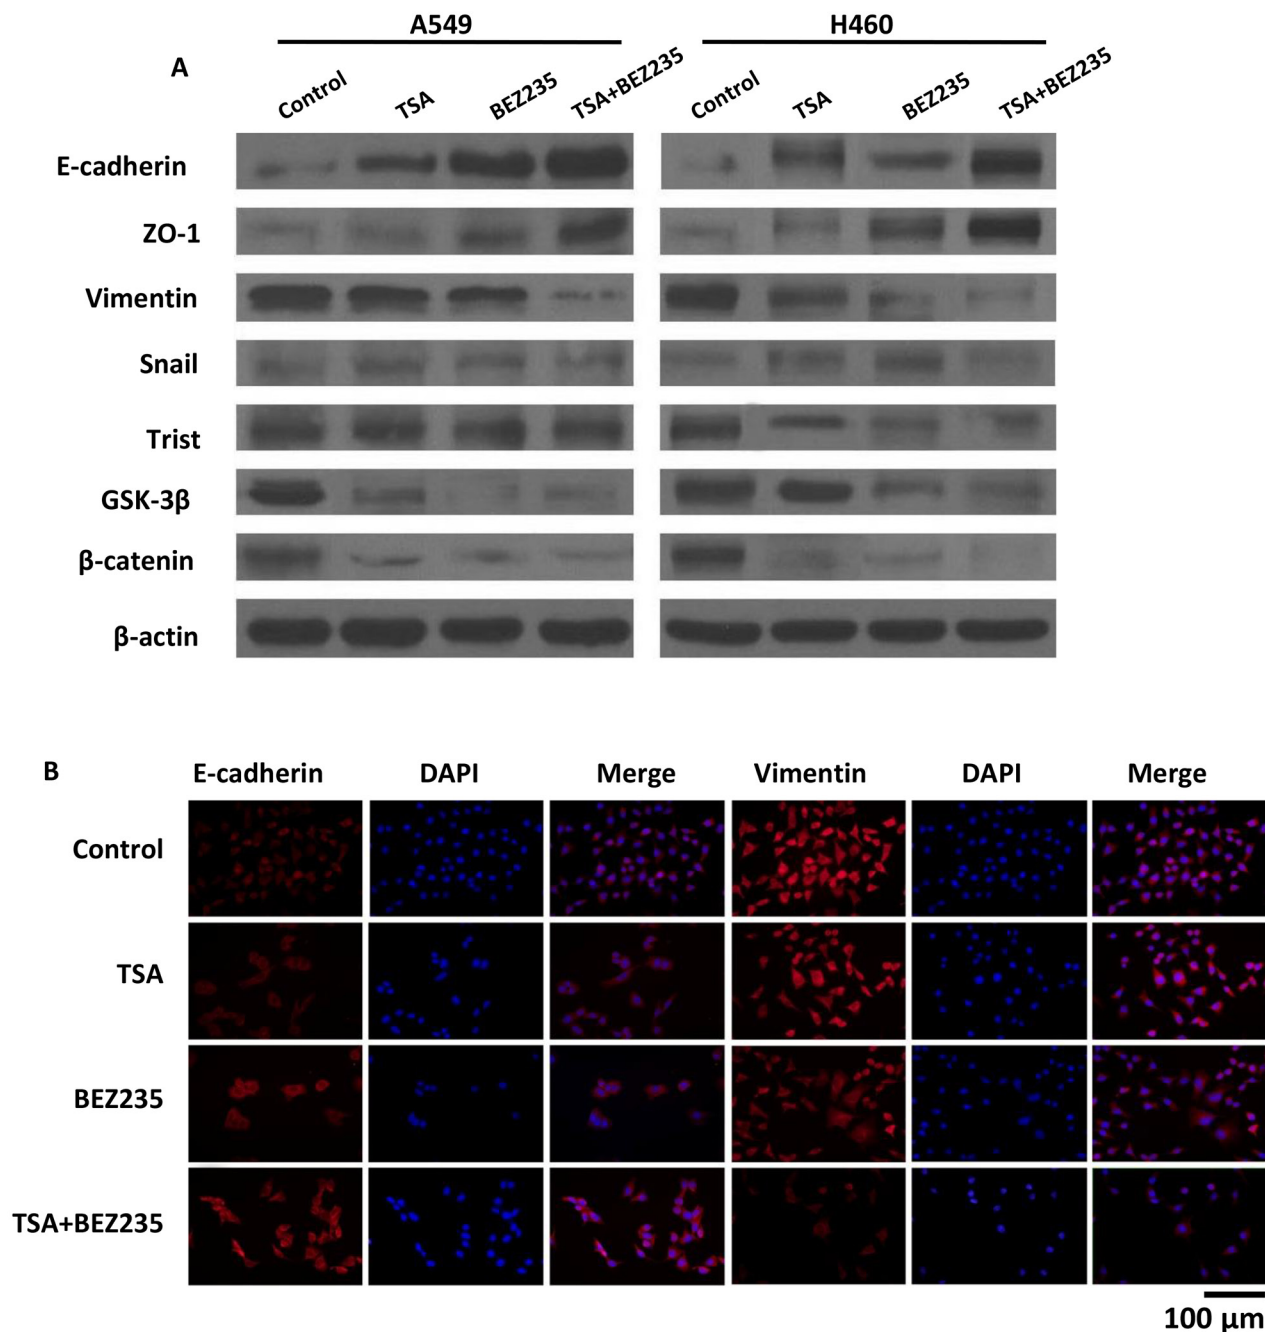 A549 H460
A
Control TSA BEZ235 TSA+BEZ235 Control TSA BEZ235 TSA+BEZ235
E-cadherin
ZO-1
Vimentin
Snail
Trist
GSK-3β
β-catenin
β-actin
B
E-cadherin DAPI Merge Vimentin DAPI Merge
Control
TSA
BEZ235
TSA+BEZ235
100 µm